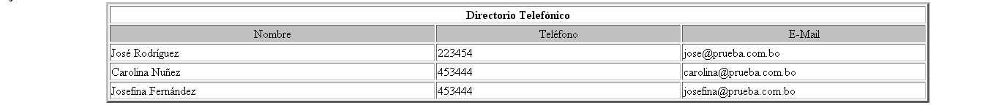 Directorio Telefónico
Nombre Teléfono E-Mail
José Rodríguez 223454 jose@prueba.com.bo
Carolina Nuñez 453444 carolina@prueba.com.bo
Josefina Fernández 453444 josefina@prueba.com.bo